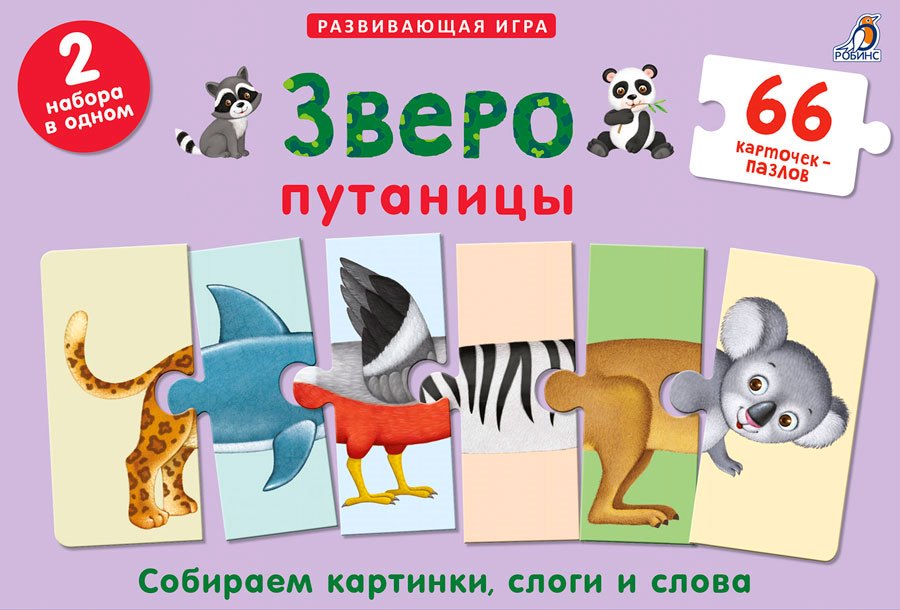 РАЗВИВАЮЩАЯ ИГРА
2
набора
в одном
Зверо
путаницы
РОБИНС
66
карточек-
пазлов
Собираем картинки, слоги и слова